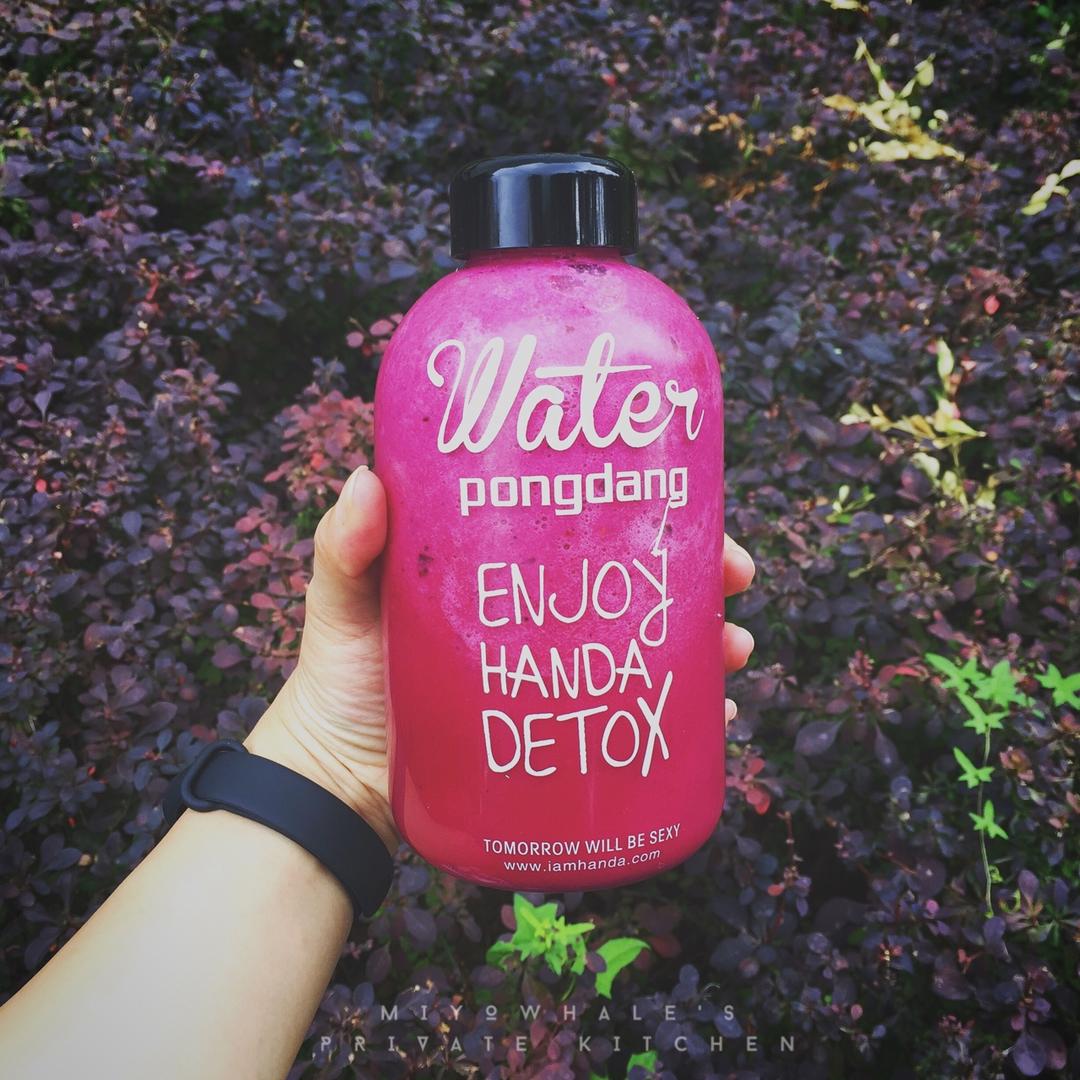 Water
pongdang
ENJOY
HANDA
DETOX
TOMORROW WILL BE SEXY
www.iamhanda.com
MIYOWHALE'S
PRIVATE KITCHEN